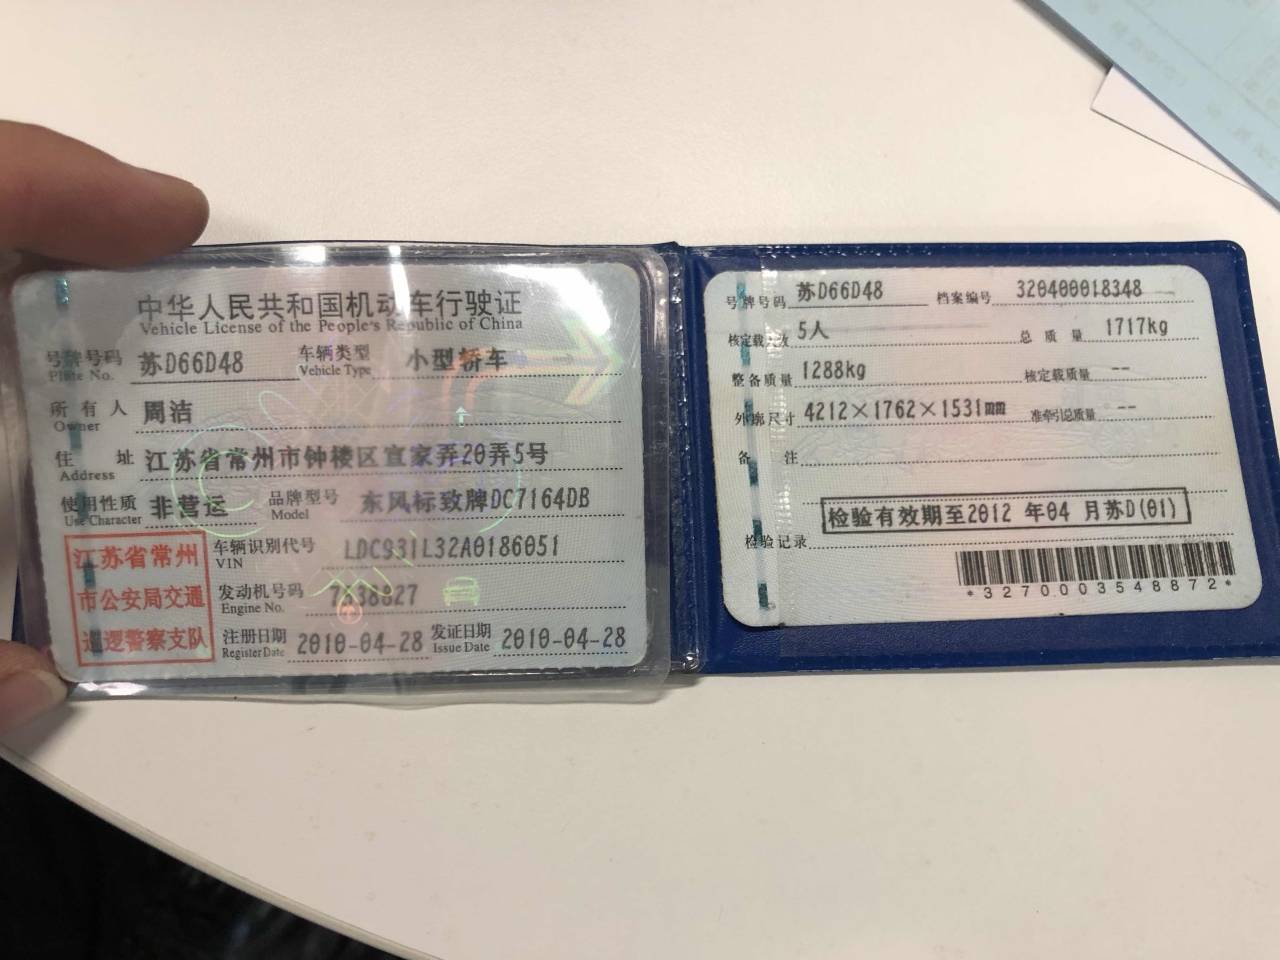 中华人民共和国机动车行驶证
Vehicle License of the People's Republic of China
号牌号码 苏D66D48 车辆类型 小型轿车
Plate No. Vehicle Type
所有人 周洁
Owner
住址 江苏省常州市钟楼区宣家弄20弄5号
Address
使用性质 非营运 品牌型号 东风标致牌DC7164DB
Use Character Model
江苏省常州
市公安局交通
巡逻警察支队
车辆识别代号 LDC931L32A0186051
VIN
发动机号码
Engine No.
注册日期 2010-04-28 发证日期 2010-04-28
Register Date Issue Date
号牌号码 苏D66D48 档案编号 320400018348
核定载人数 5人 总质量 1717kg
整备质量 1288kg 核定载质量 --
外廓尺寸 4212×1762×1531mm 准牵引总质量 --
备注
检验有效期至2012 年04 月苏D(01)
检验记录
*3270003548872*